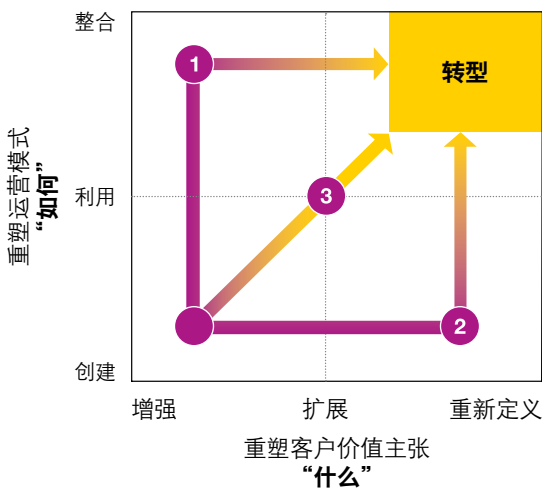 整合
1
转型
重塑运营模式
“如何”
利用
3
2
创建
增强
扩展
重新定义
重塑客户价值主张
“什么”